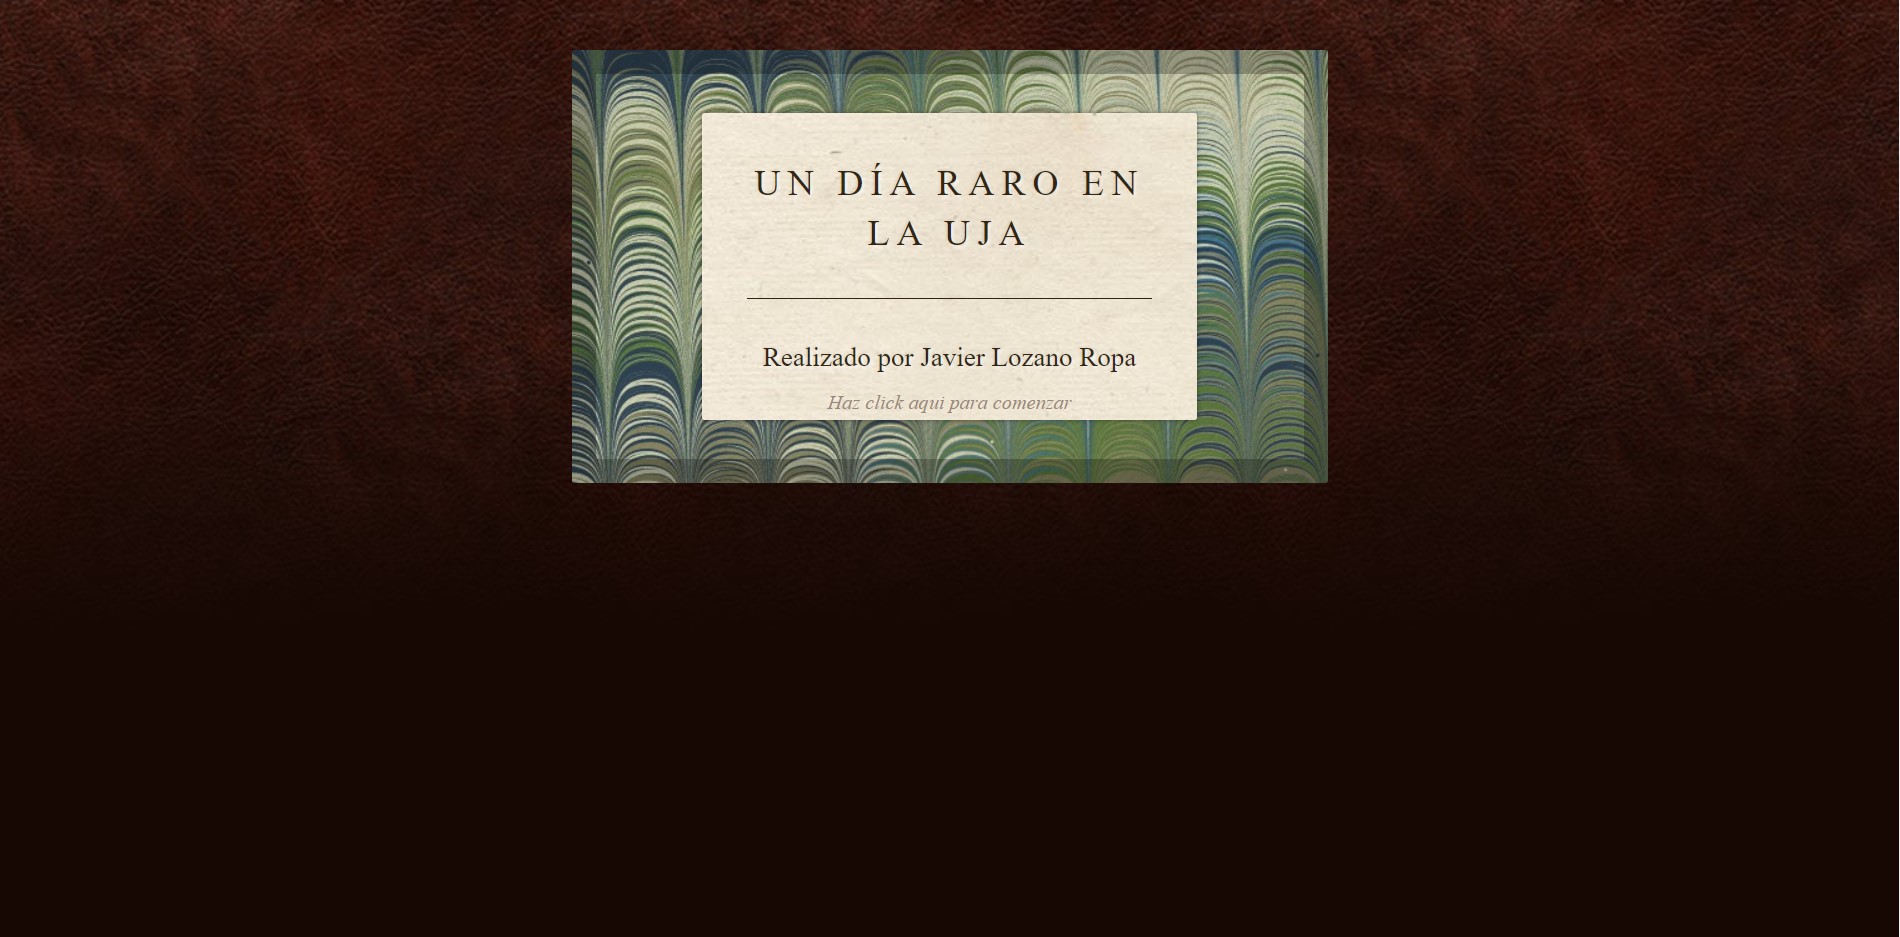 UN DÍA RARO EN
LA UJA
Realizado por Javier Lozano Ropa
Haz click aqui para comenzar